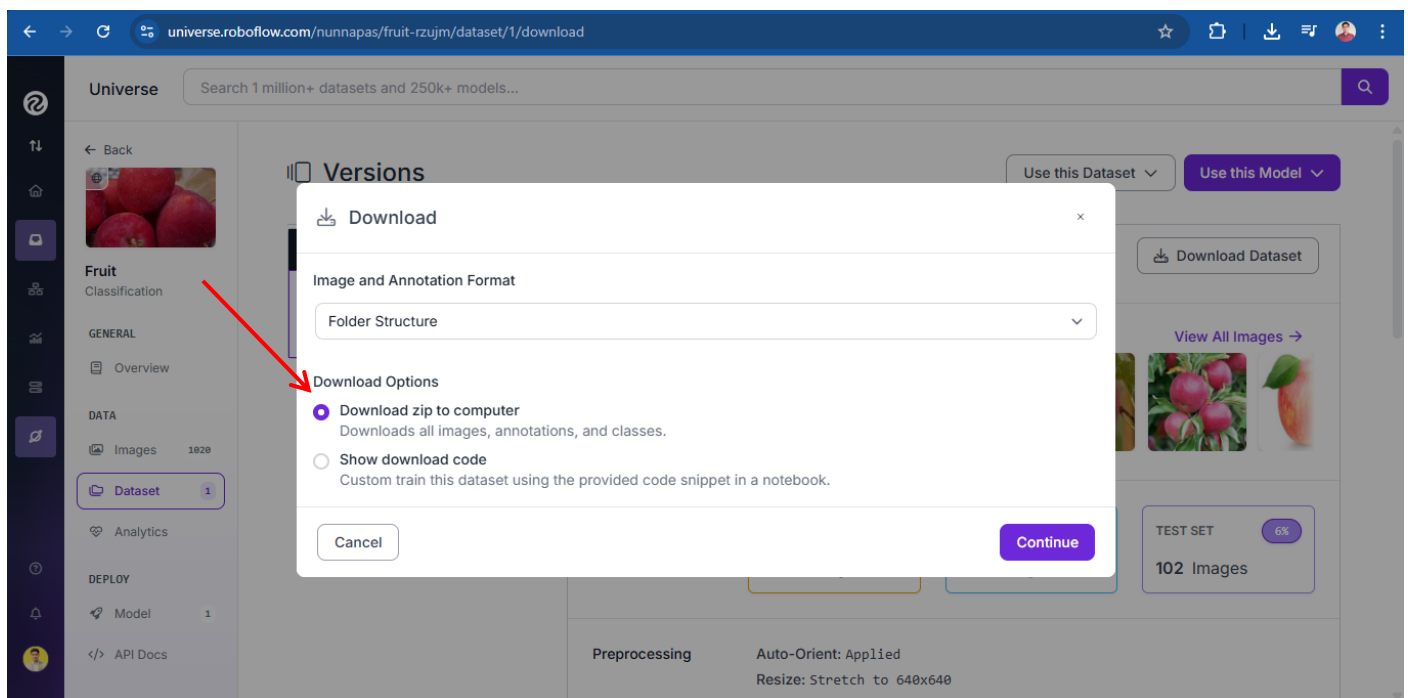 universe.roboflow.com/nunnapas/fruit-rzujm/dataset/1/download
Universe
Search 1 million+ datasets and 250k+ models...
Back
Fruit
Classification
GENERAL
Overview
DATA
Images 1020
Dataset 1
Analytics
DEPLOY
Model 1
</> API Docs
Versions
Use this Dataset
Use this Model
Download Dataset
View All Images →
Download
×
Image and Annotation Format
Folder Structure
Download Options
Download zip to computer
Downloads all images, annotations, and classes.
Show download code
Custom train this dataset using the provided code snippet in a notebook.
Cancel
Continue
TEST SET 6%
102 Images
Preprocessing
Auto-Orient: Applied
Resize: Stretch to 640x640